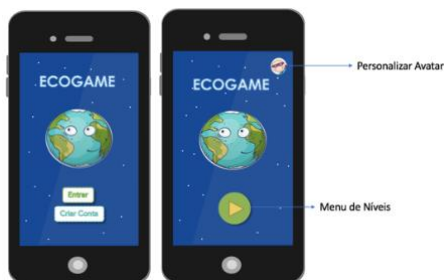 ECOGAME
Entrar
Criar Conta
ECOGAME
Personalizar Avatar
Menu de Níveis